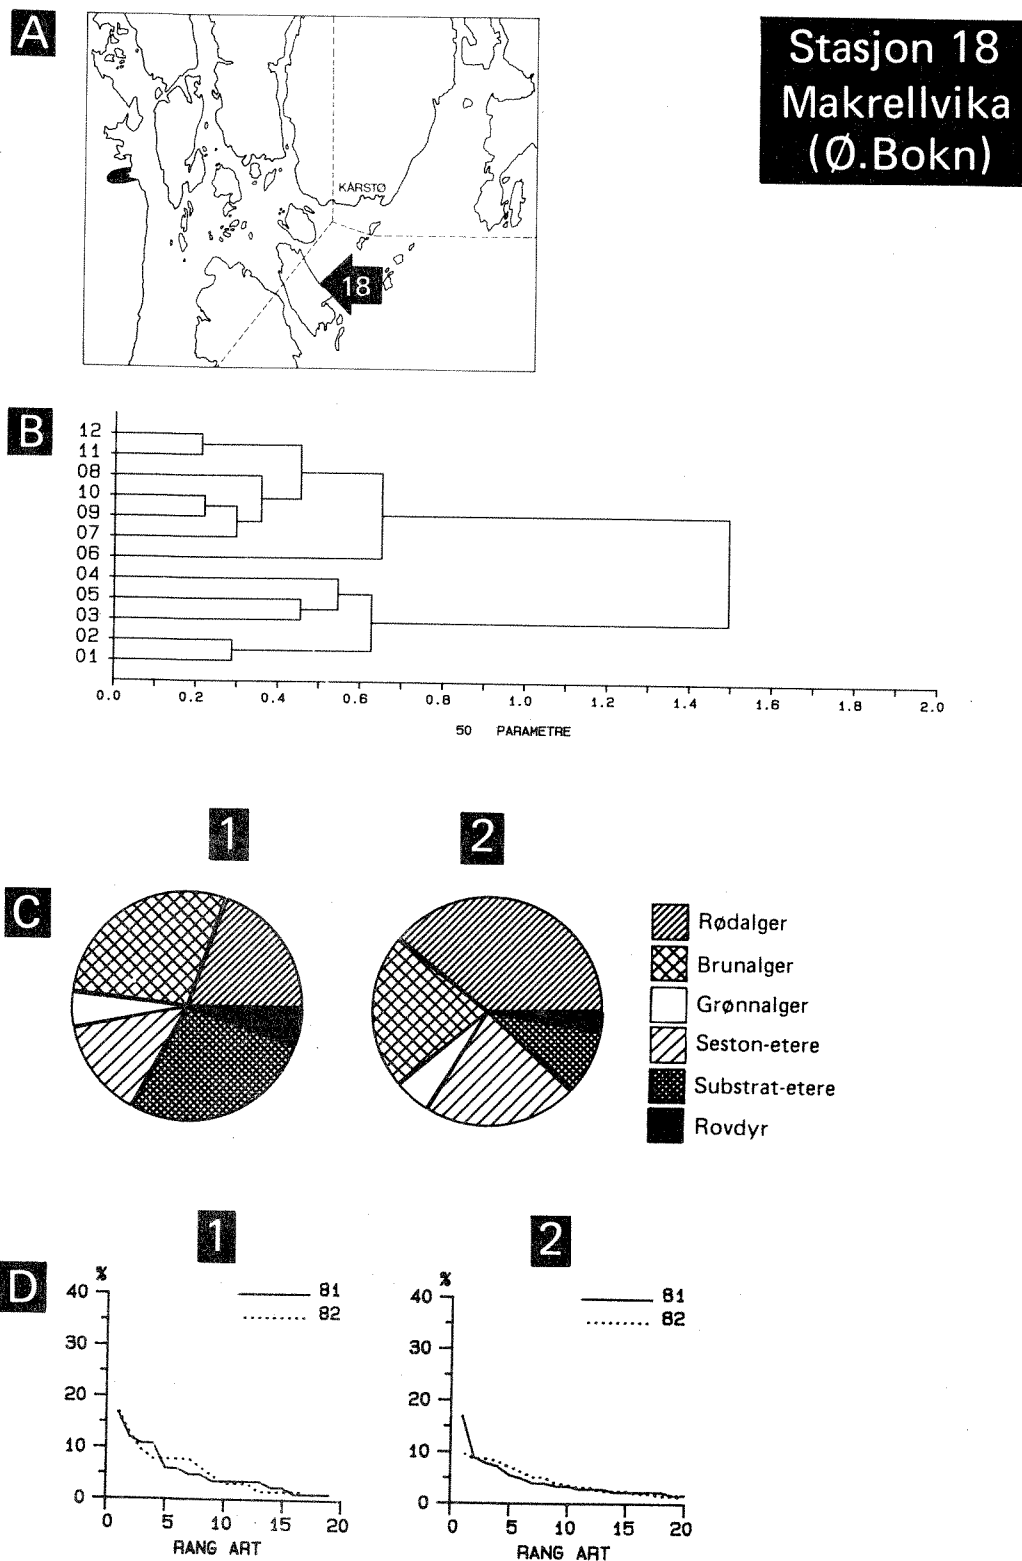 A
Stasjon 18
Makrellvika
(Ø.Bokn)
KÅRSTØ
18
B
12
11
08
10
09
07
06
04
05
03
02
01
0.0 0.2 0.4 0.6 0.8 1.0 1.2 1.4 1.6 1.8 2.0
50 PARAMETRE
1 2
C
Rødalger
Brunalger
Grønnalger
Seston-etere
Substrat-etere
Rovdyr
1 2
D
%
40
30
20
10
0
0 5 10 15 20
RANG ART
81
82
%
40
30
20
10
0
0 5 10 15 20
RANG ART
81
82